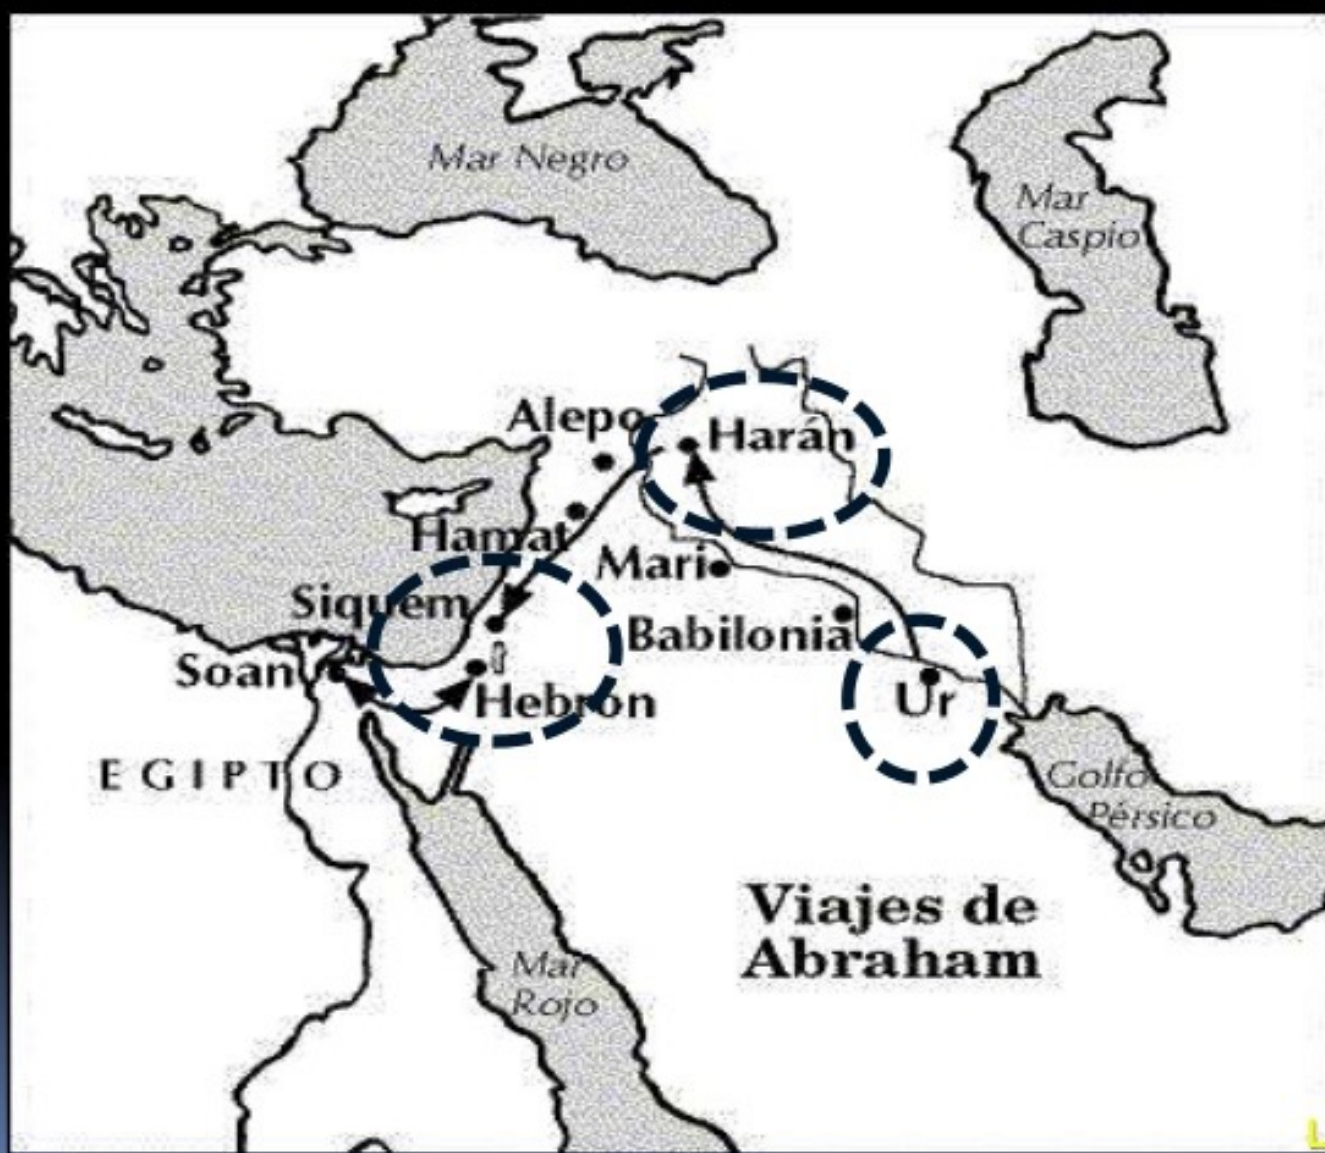 Mar Negro
Mar
Caspio
Alepo
Harán
Hamat
Mari
Siquem
Babilonia
Soan
Hebrón
Ur
EGIPTO
Golfo
Pérsico
Viajes de
Abraham
Mar
Rojo
L